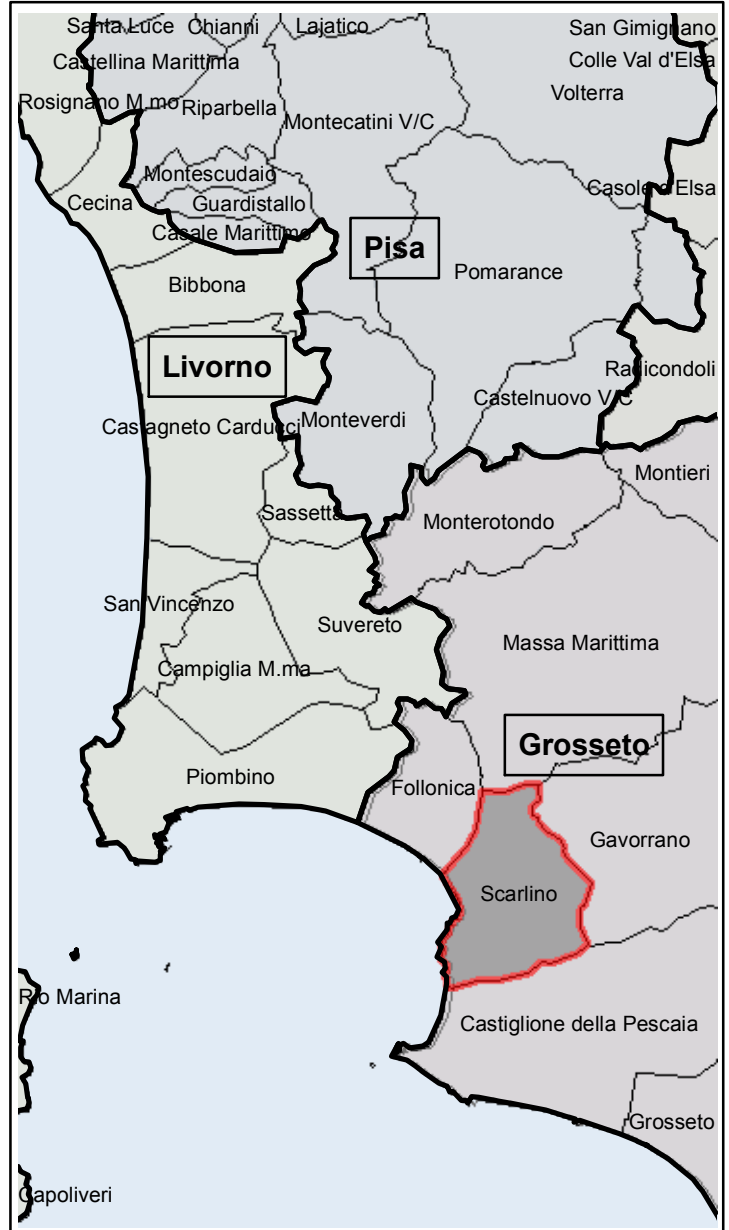 Santa Luce
Chianni
Lajatico
San Gimignano
Castellina Marittima
Colle Val d'Elsa
Rosignano M.mo
Riparbella
Montecatini V/C
Volterra
Montescudaio
Casole d'Elsa
Cecina
Guardistallo
Casale Marittimo
Pisa
Bibbona
Pomarance
Livorno
Radicondoli
Castelnuovo V/C
Castagneto Carducci
Monteverdi
Montieri
Sassetta
Monterotondo
San Vincenzo
Suvereto
Massa Marittima
Campiglia M.ma
Grosseto
Piombino
Follonica
Gavorrano
Scarlino
Rio Marina
Castiglione della Pescaia
Grosseto
Capoliveri